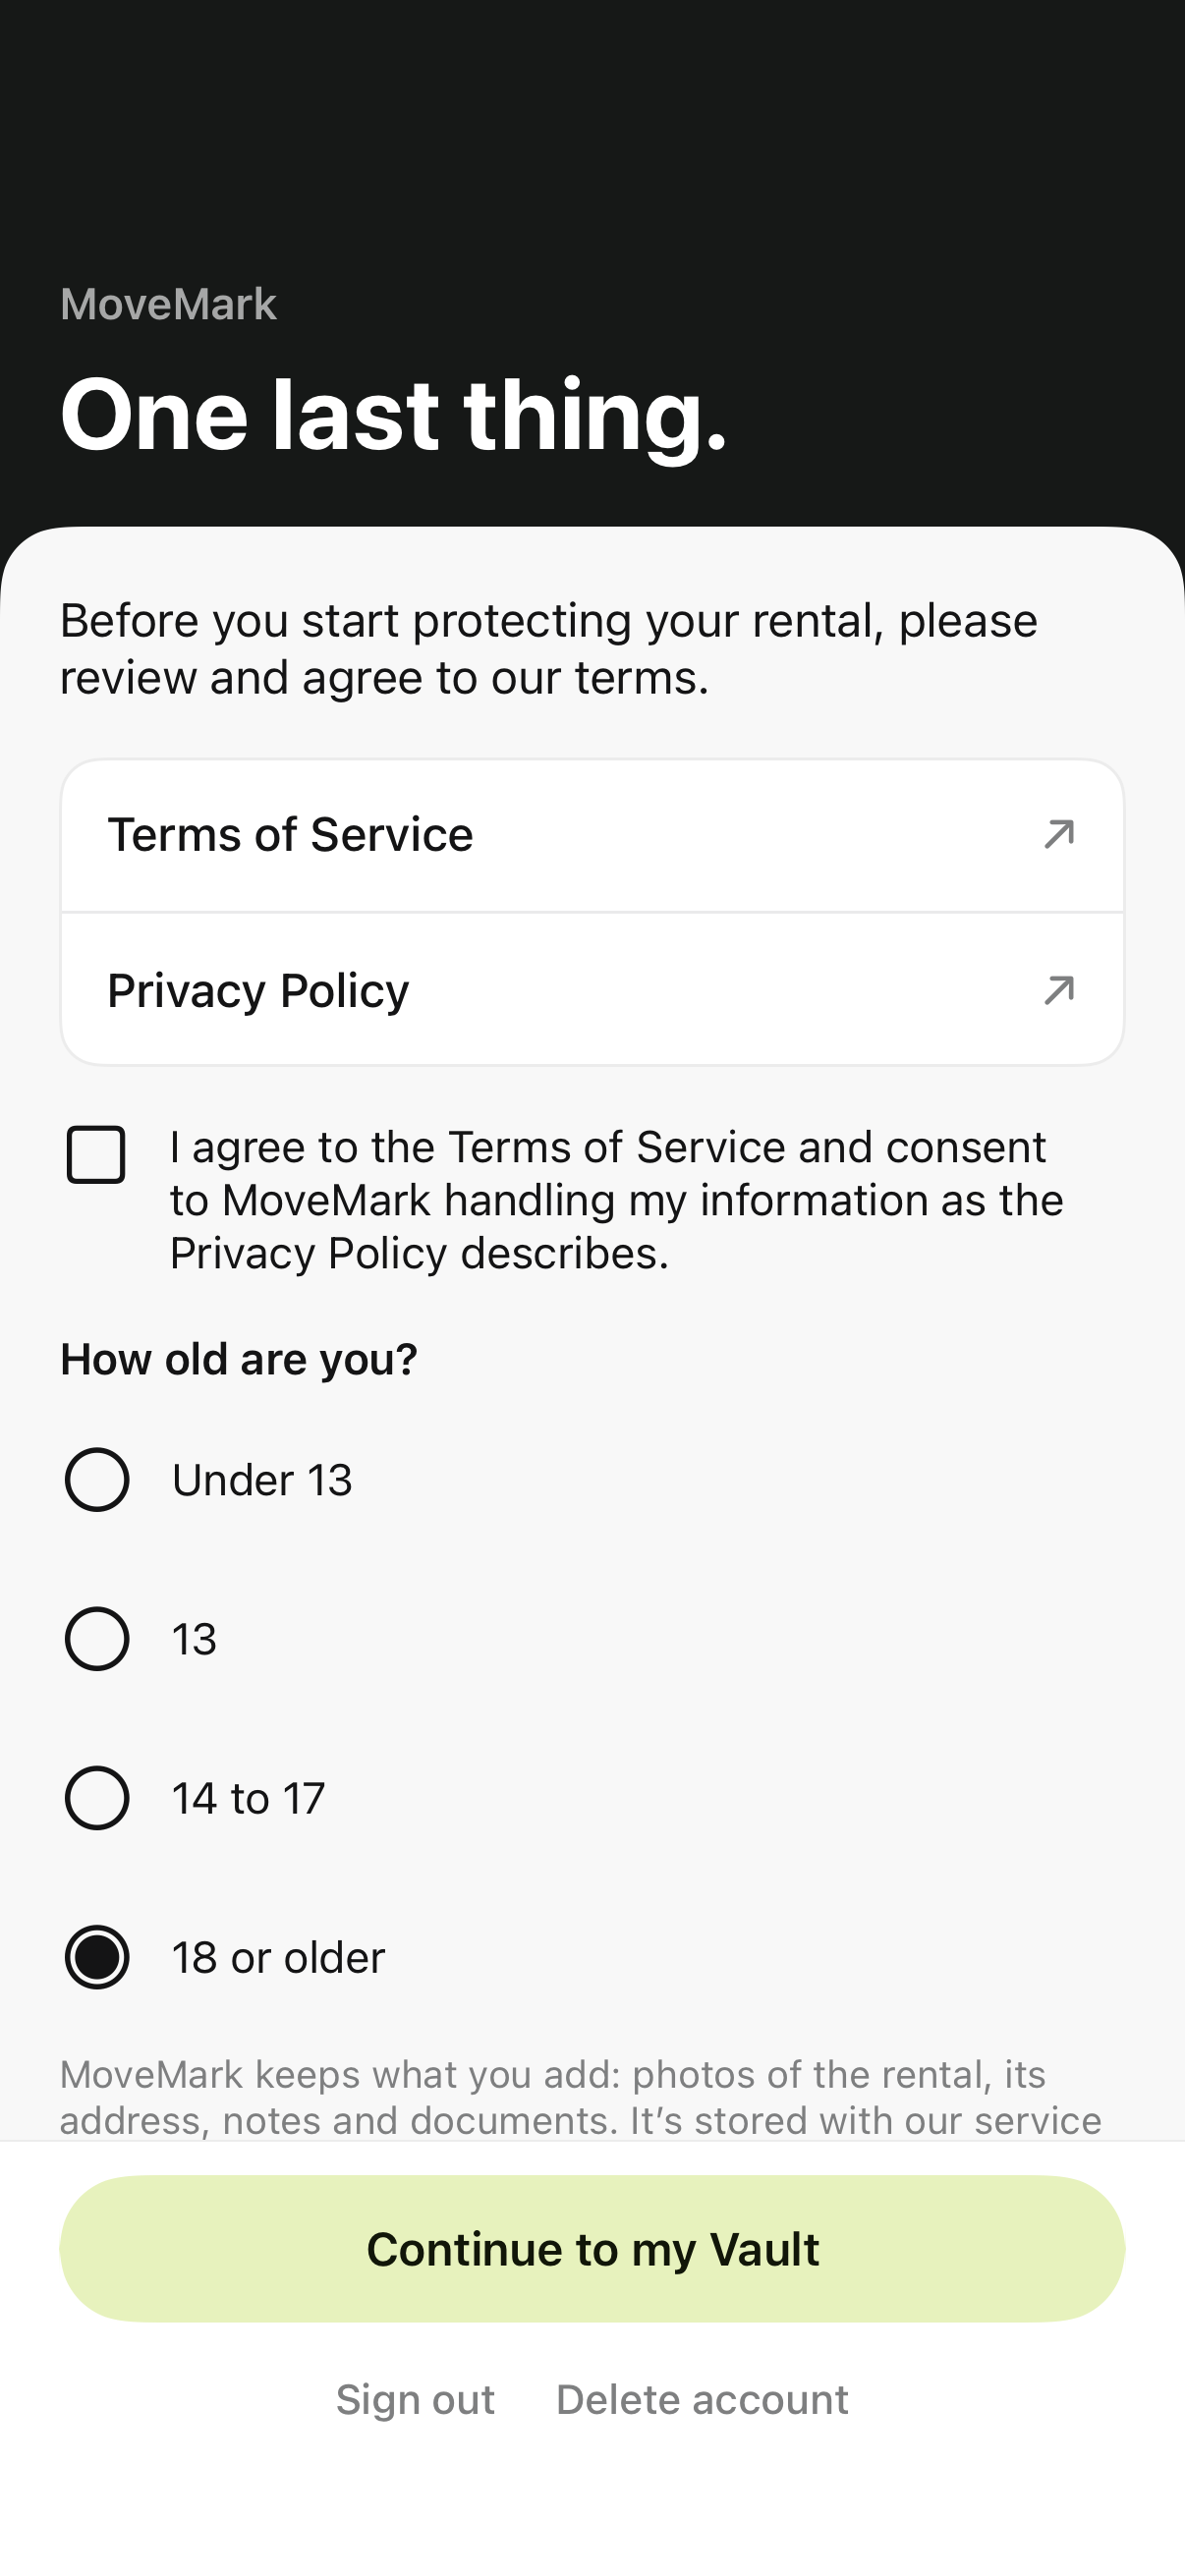 MoveMark
One last thing.
Before you start protecting your rental, please
review and agree to our terms.
Terms of Service
Privacy Policy
I agree to the Terms of Service and consent
to MoveMark handling my information as the
Privacy Policy describes.
How old are you?
Under 13
13
14 to 17
18 or older
MoveMark keeps what you add: photos of the rental, its
address, notes and documents. It’s stored with our service
Continue to my Vault
Sign out Delete account